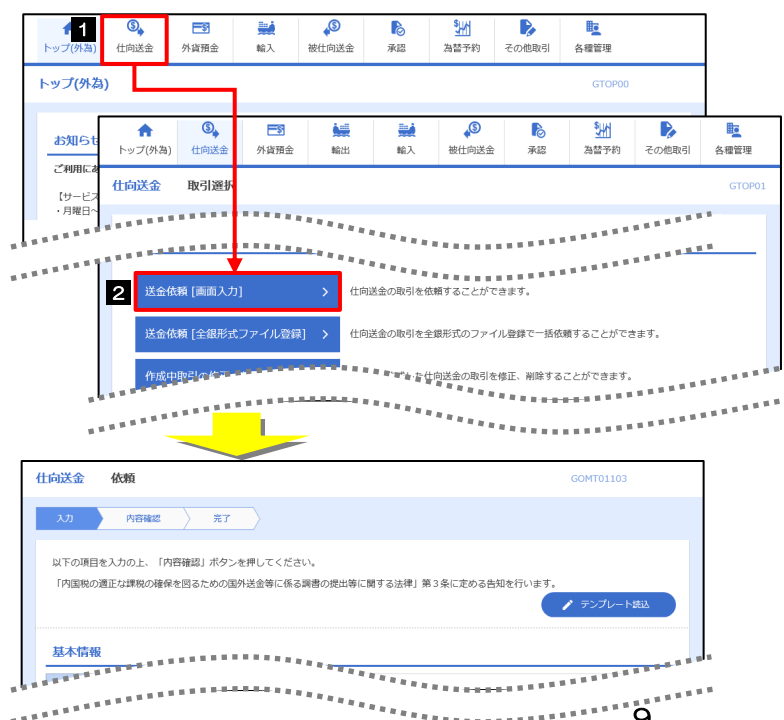 1
トップ(外為) 仕向送金 外貨預金 輸入 被仕向送金 承認 為替予約 その他取引 各種管理
トップ(外為) GTOP00
お知らせ
ご利用にあ
【サービス
・月曜日～
トップ(外為) 仕向送金 外貨預金 輸出 輸入 被仕向送金 承認 為替予約 その他取引 各種管理
仕向送金 取引選択 GTOP01
2
送金依頼 [画面入力] 仕向送金の取引を依頼することができます。
送金依頼 [全銀形式ファイル登録] 仕向送金の取引を全銀形式のファイル登録で一括依頼することができます。
作成中取引の 仕向送金の取引を修正、削除することができます。
仕向送金 依頼 GOMT01103
入力 内容確認 完了
以下の項目を入力の上、「内容確認」ボタンを押してください。
「内国税の適正な課税の確保を図るための国外送金等に係る調書の提出等に関する法律」第３条に定める告知を行います。
テンプレート読込
基本情報